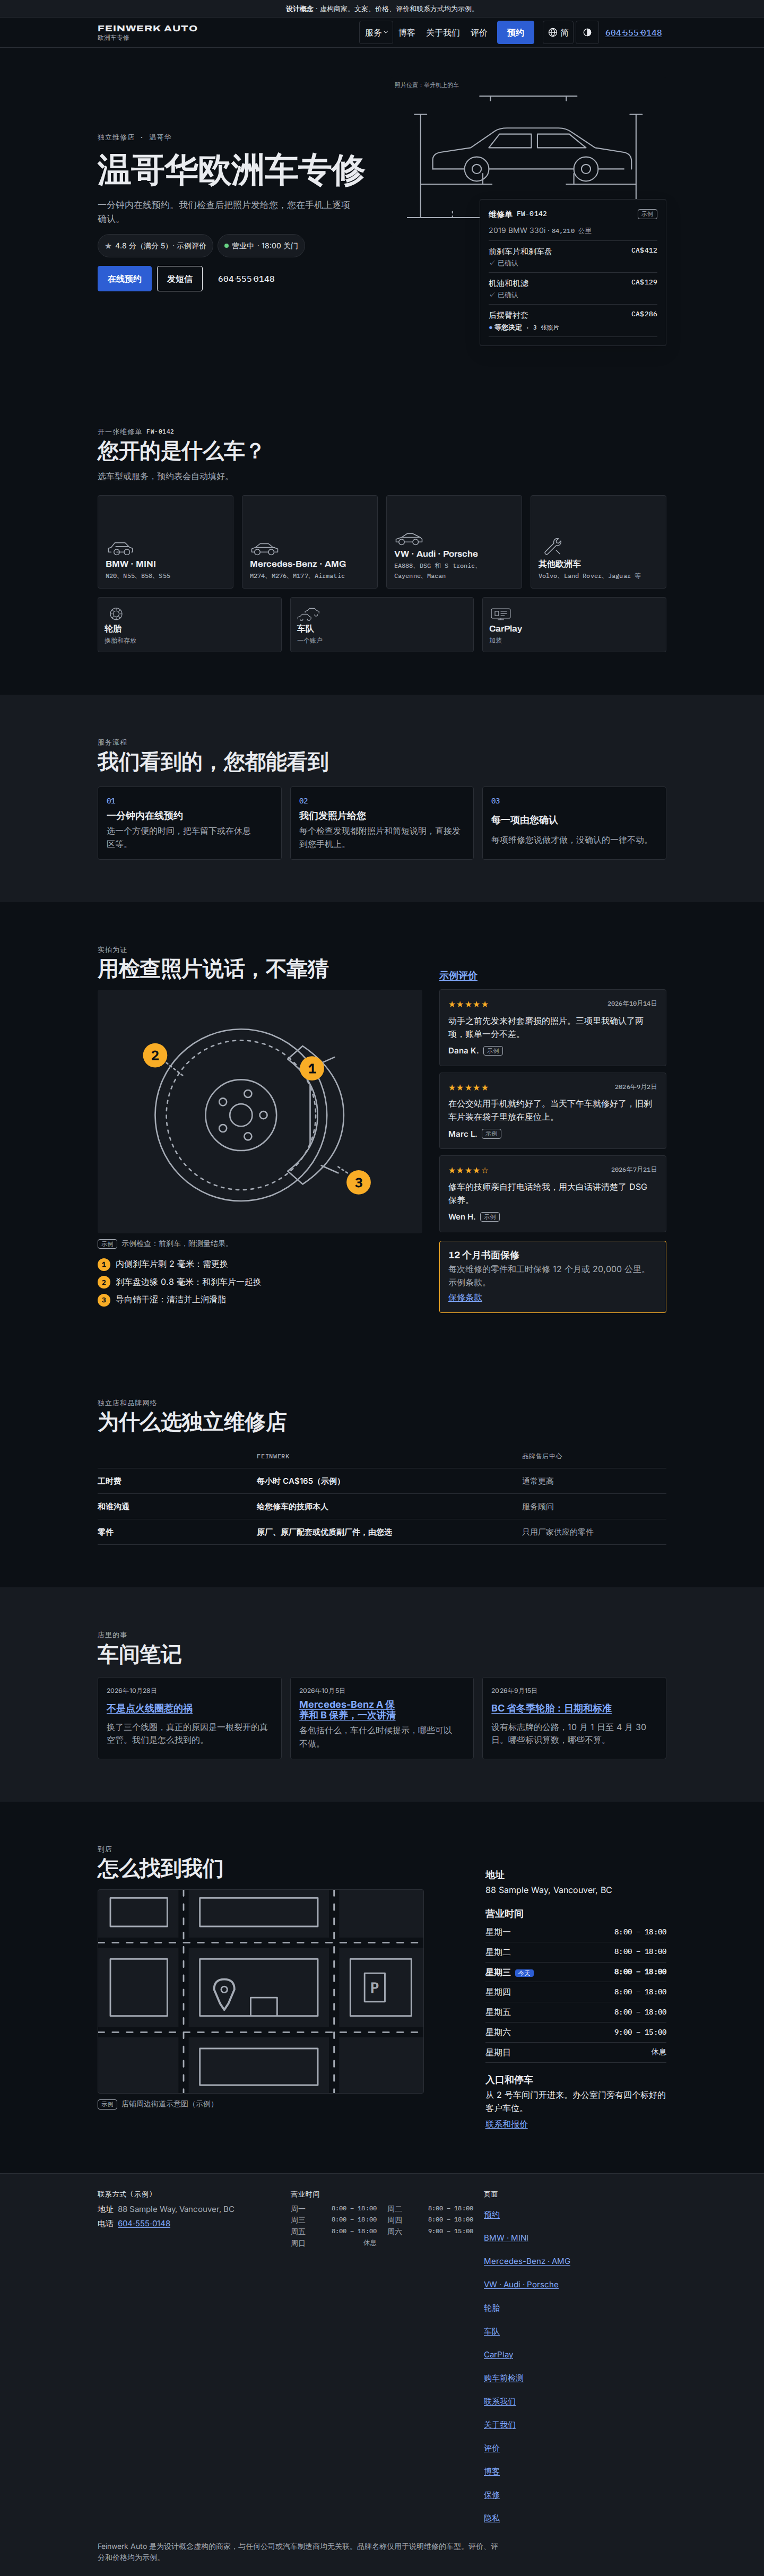 设计概念 · 虚构商家。文案、价格、评价和联系方式均为示例。
FEINWERK AUTO
欧洲车专修
服务 博客 关于我们 评价 预约 简 604-555-0148
照片位置:举升机上的车
独立维修店 · 温哥华
温哥华欧洲车专修
一分钟内在线预约。我们检查后把照片发给您,您在手机上逐项
确认。
★ 4.8 分(满分 5)· 示例评价 营业中 · 18:00 关门
在线预约 发短信 604-555-0148
维修单 FW-0142 示例
2019 BMW 330i · 84,210 公里
前刹车片和刹车盘 CA$412
✓ 已确认
机油和机滤 CA$129
✓ 已确认
后摆臂衬套 CA$286
等您决定 · 3 张照片
开一张维修单 FW-0142
您开的是什么车?
选车型或服务,预约表会自动填好。
BMW · MINI
N20、N55、B58、S55
Mercedes-Benz · AMG
M274、M276、M177、Airmatic
VW · Audi · Porsche
EA888、DSG 和 S tronic、
Cayenne、Macan
其他欧洲车
Volvo、Land Rover、Jaguar 等
轮胎
换胎和存放
车队
一个账户
CarPlay
加装
服务流程
我们看到的,您都能看到
01
一分钟内在线预约
选一个方便的时间,把车留下或在休息
区等。
02
我们发照片给您
每个检查发现都附照片和简短说明,直接发
到您手机上。
03
每一项由您确认
每项维修您说做才做,没确认的一律不动。
实拍为证
用检查照片说话,不靠猜
1
2
3
示例 示例检查:前刹车,附测量结果。
1 内侧刹车片剩 2 毫米:需更换
2 刹车盘边缘 0.8 毫米:和刹车片一起换
3 导向销干涩:清洁并上润滑脂
示例评价
★★★★★ 2026年10月14日
动手之前先发来衬套磨损的照片。三项里我确认了两
项,账单一分不差。
Dana K. 示例
★★★★★ 2026年9月2日
在公交站用手机就约好了。当天下午车就修好了,旧刹
车片装在袋子里放在座位上。
Marc L. 示例
★★★★☆ 2026年7月21日
修车的技师亲自打电话给我,用大白话讲清楚了 DSG
保养。
Wen H. 示例
12 个月书面保修
每次维修的零件和工时保修 12 个月或 20,000 公里。
示例条款。
保修条款
独立店和品牌网络
为什么选独立维修店
FEINWERK 品牌售后中心
工时费 每小时 CA$165(示例) 通常更高
和谁沟通 给您修车的技师本人 服务顾问
零件 原厂、原厂配套或优质副厂件,由您选 只用厂家供应的零件
店里的事
车间笔记
2026年10月28日
不是点火线圈惹的祸
换了三个线圈,真正的原因是一根裂开的真
空管。我们是怎么找到的。
2026年10月5日
Mercedes-Benz A 保
养和 B 保养,一次讲清
各包括什么,车什么时候提示,哪些可以
不做。
2026年9月15日
BC 省冬季轮胎:日期和标准
设有标志牌的公路,10 月 1 日至 4 月 30
日。哪些标识算数,哪些不算。
到店
怎么找到我们
P
示例 店铺周边街道示意图(示例)
地址
88 Sample Way, Vancouver, BC
营业时间
星期一 8:00 – 18:00
星期二 8:00 – 18:00
星期三 今天 8:00 – 18:00
星期四 8:00 – 18:00
星期五 8:00 – 18:00
星期六 9:00 – 15:00
星期日 休息
入口和停车
从 2 号车间门开进来。办公室门旁有四个标好的
客户车位。
联系和报价
联系方式(示例)
地址 88 Sample Way, Vancouver, BC
电话 604-555-0148
营业时间
周一 8:00 – 18:00 周二 8:00 – 18:00
周三 8:00 – 18:00 周四 8:00 – 18:00
周五 8:00 – 18:00 周六 9:00 – 15:00
周日 休息
页面
预约
BMW · MINI
Mercedes-Benz · AMG
VW · Audi · Porsche
轮胎
车队
CarPlay
购车前检测
联系我们
关于我们
评价
博客
保修
隐私
Feinwerk Auto 是为设计概念虚构的商家,与任何公司或汽车制造商均无关联。品牌名称仅用于说明维修的车型。评价、评
分和价格均为示例。